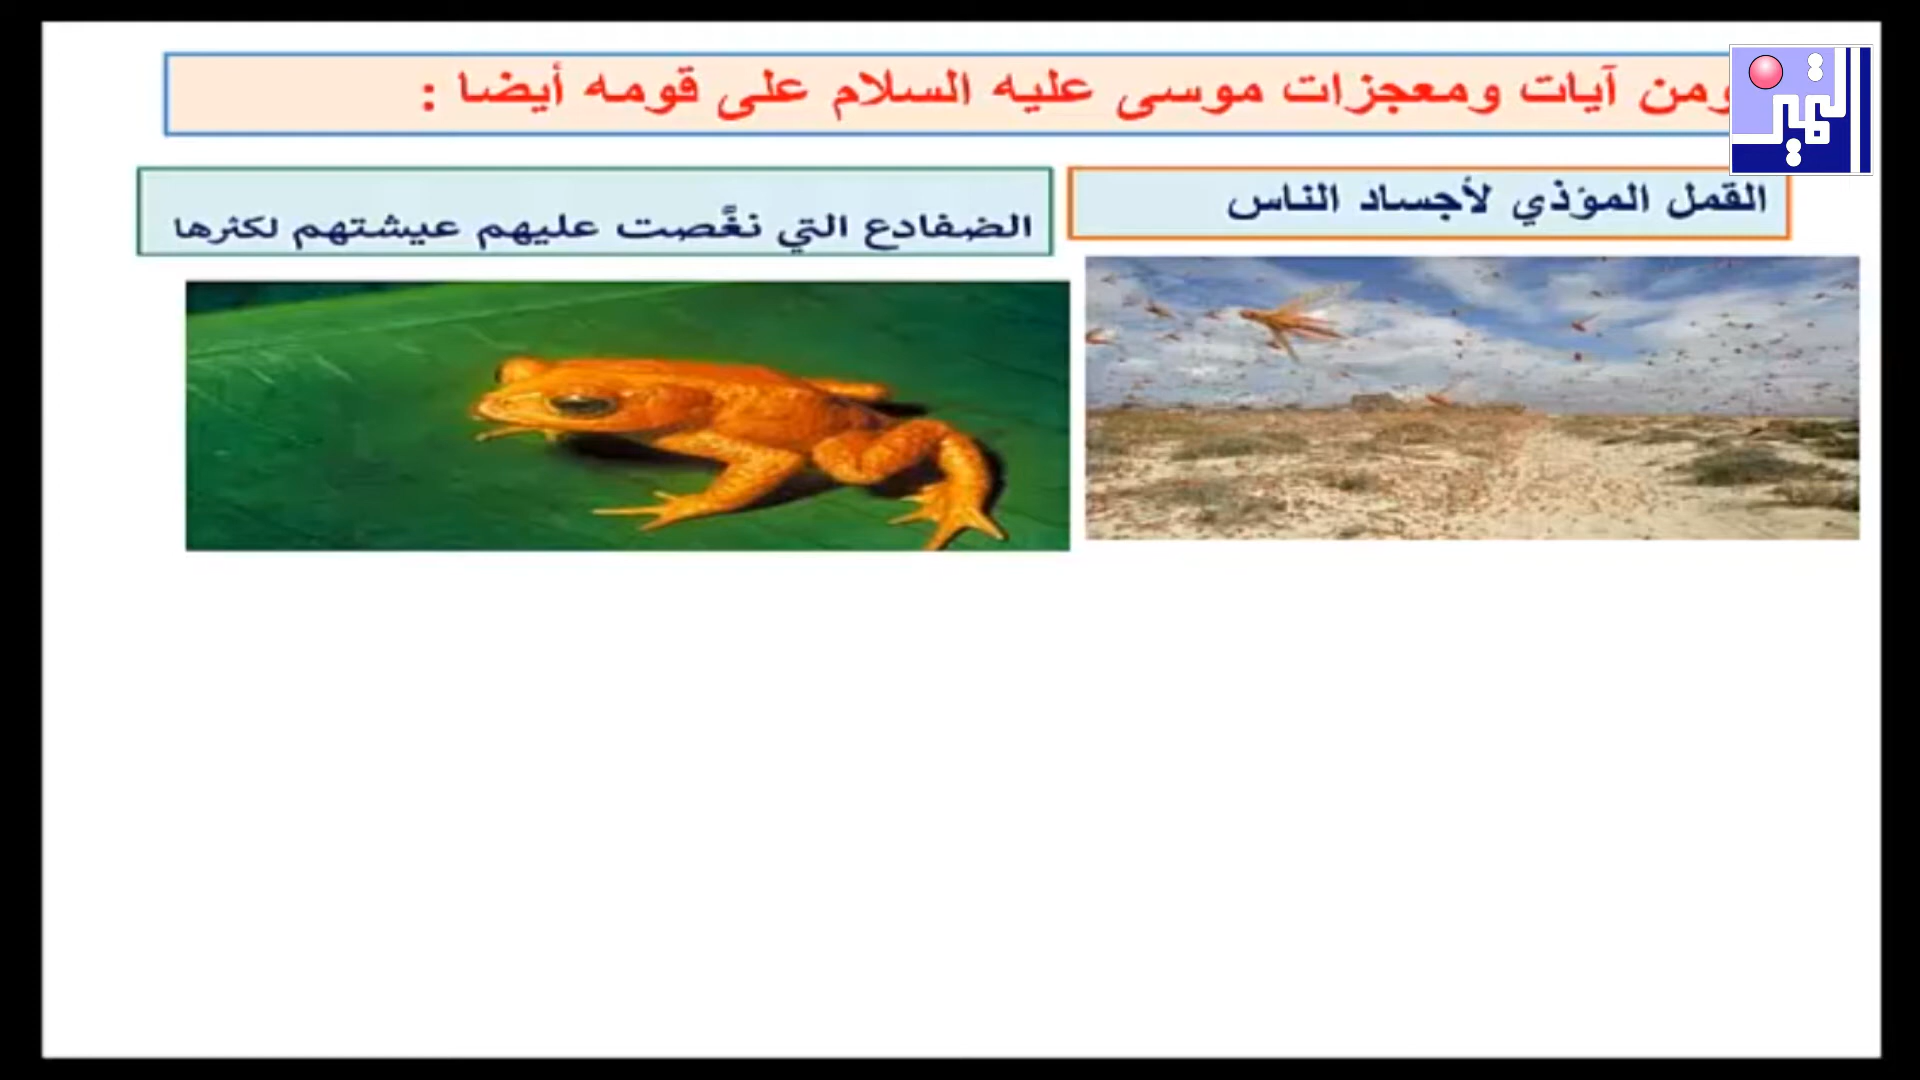 ومن آيات ومعجزات موسى عليه السلام على قومه أيضا :
القمل المؤذي لأجساد الناس
الضفادع التي نغَّصت عليهم عيشتهم لكثرها